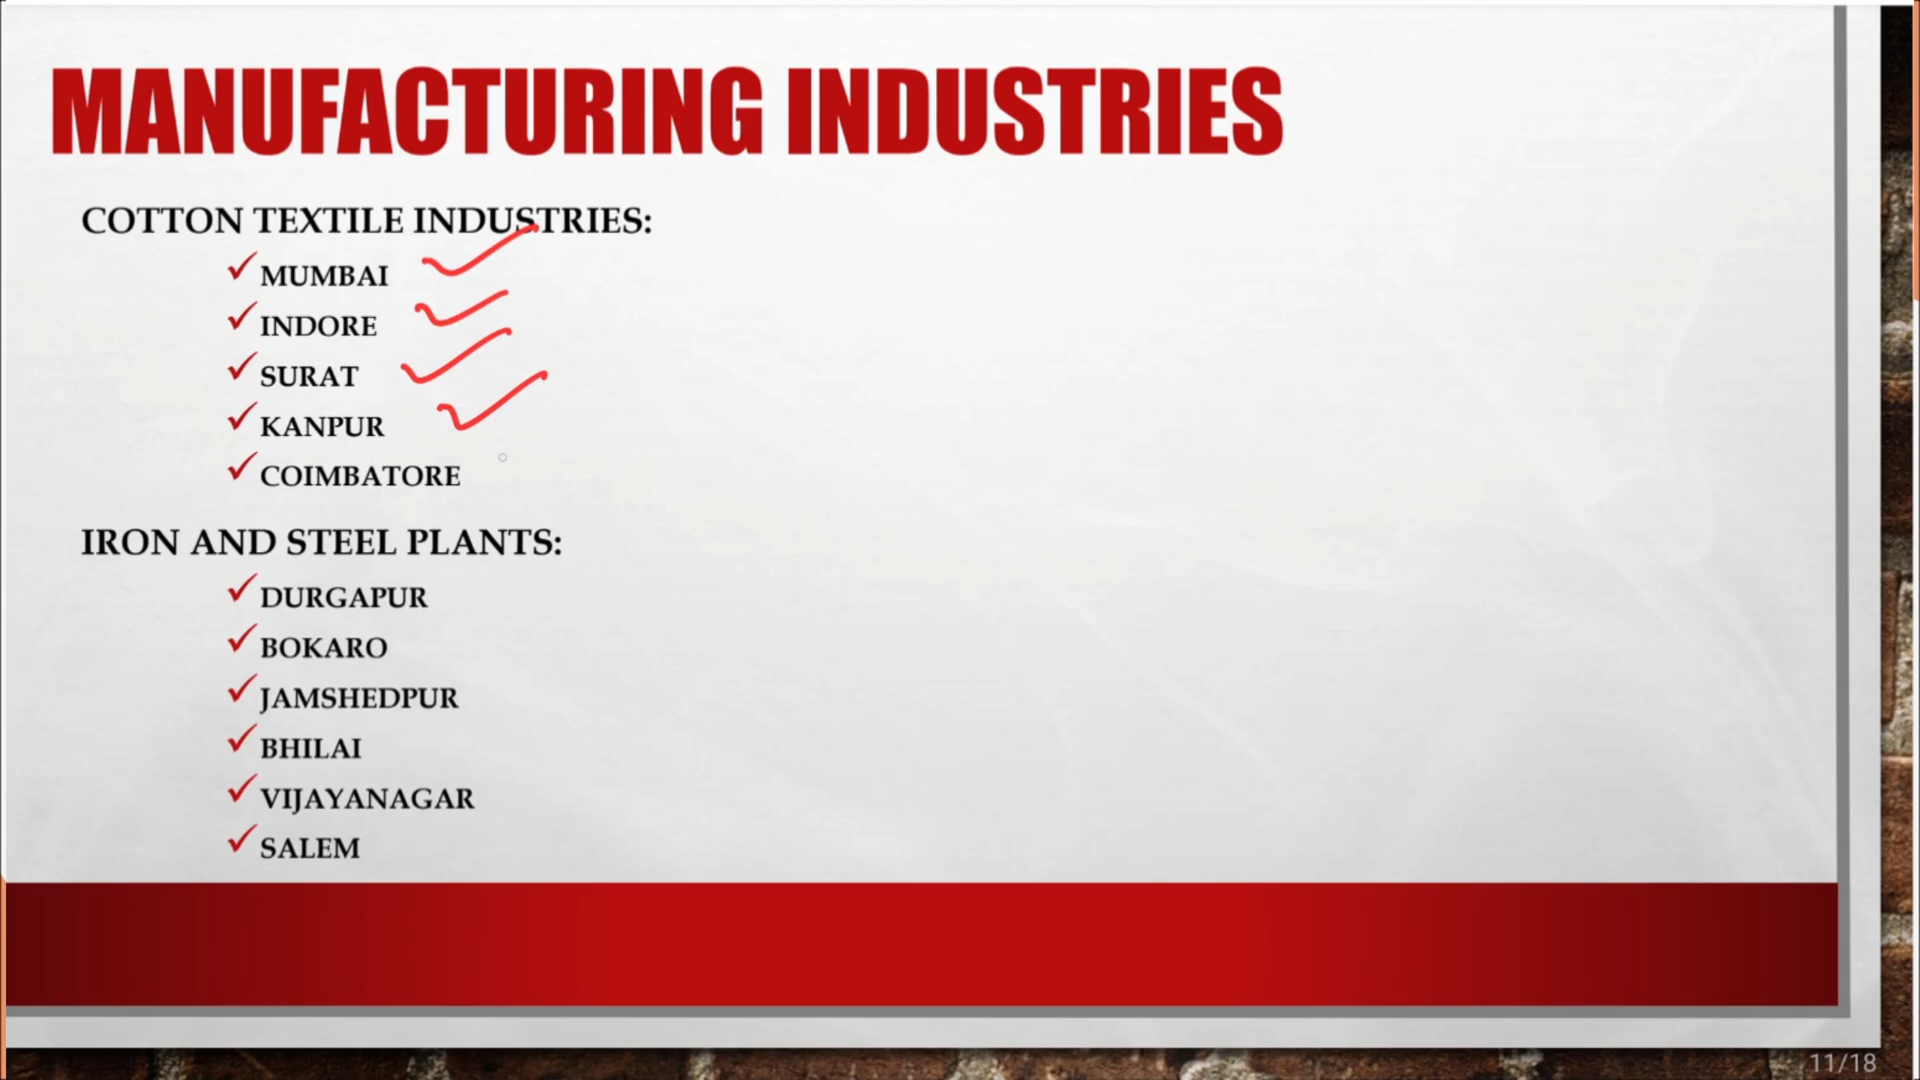 MANUFACTURING INDUSTRIES
COTTON TEXTILE INDUSTRIES:
MUMBAI
INDORE
SURAT
KANPUR
COIMBATORE
IRON AND STEEL PLANTS:
DURGAPUR
BOKARO
JAMSHEDPUR
BHILAI
VIJAYANAGAR
SALEM
11/18